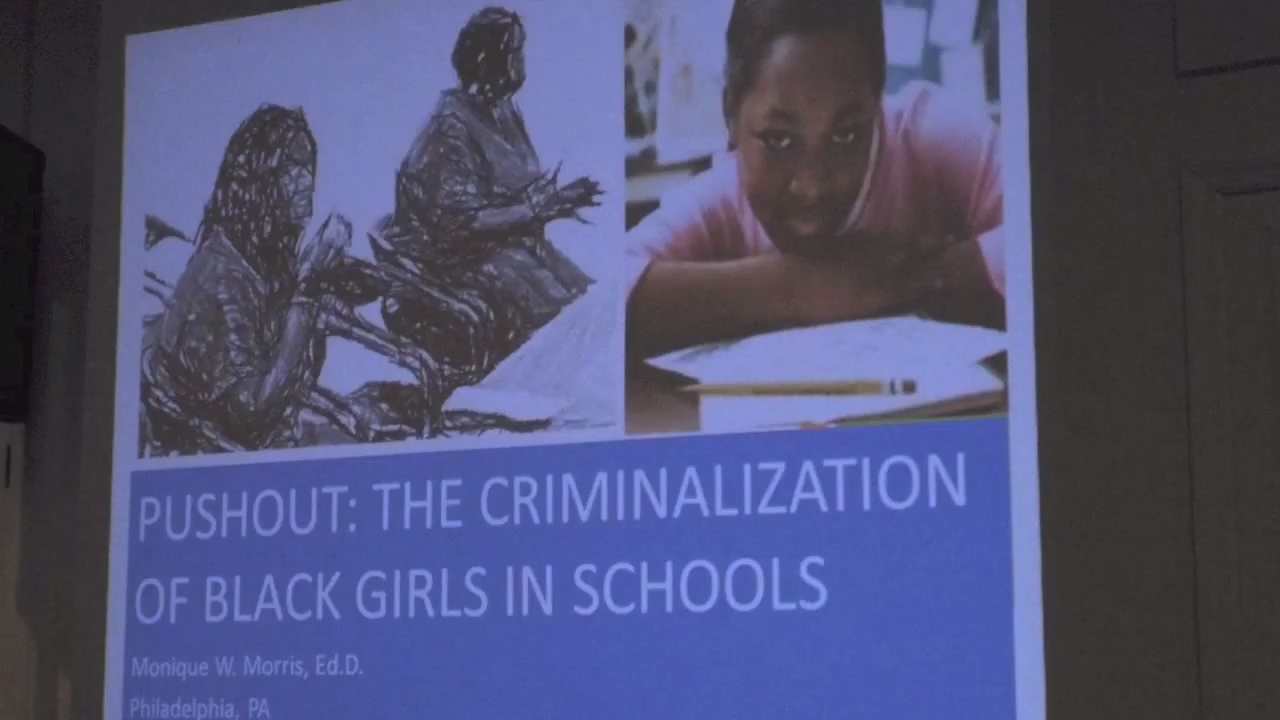 PUSHOUT: THE CRIMINALIZATION
OF BLACK GIRLS IN SCHOOLS
Monique W. Morris, Ed.D.
Philadelphia, PA